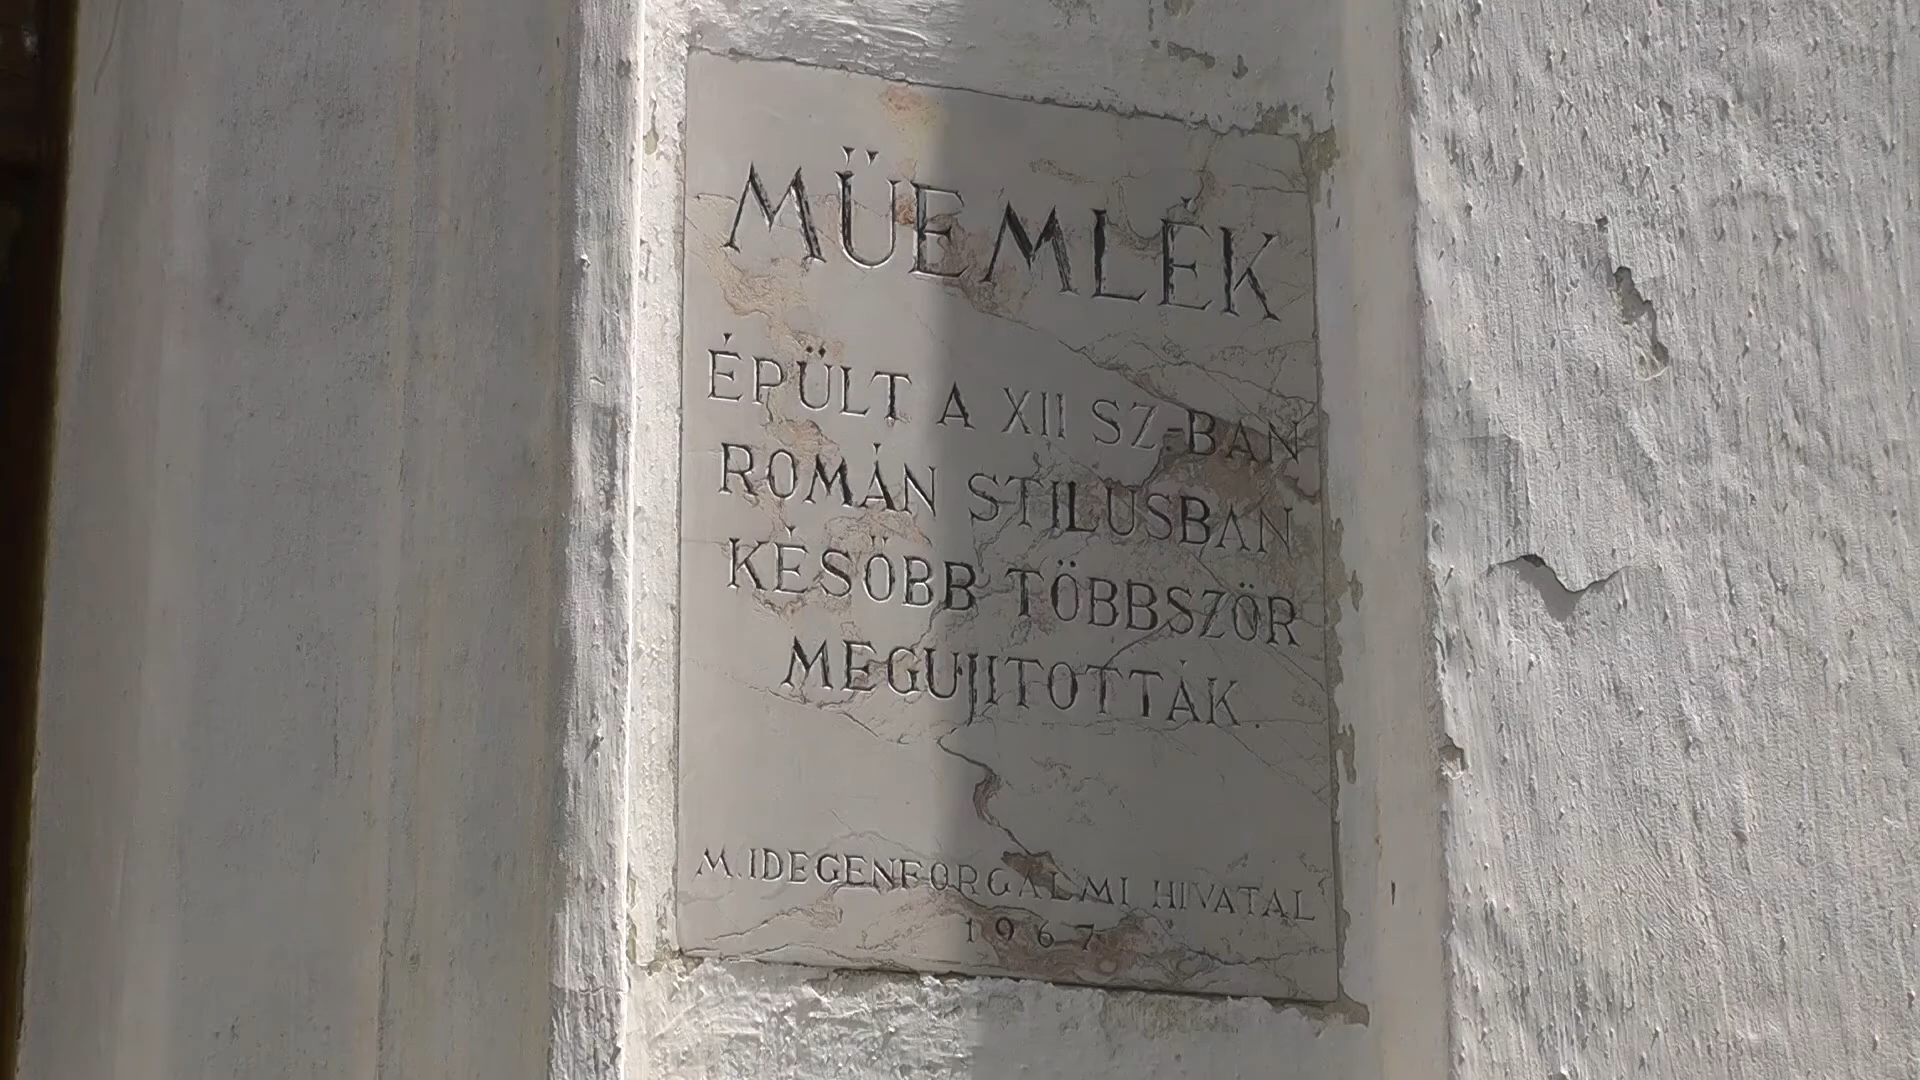 MŰEMLÉK
ÉPÜLT A XII SZ-BAN
ROMÁN STILUSBAN
KÉSŐBB TÖBBSZÖR
MEGUJITOTTÁK.
M. IDEGENFORGALMI HIVATAL
1967